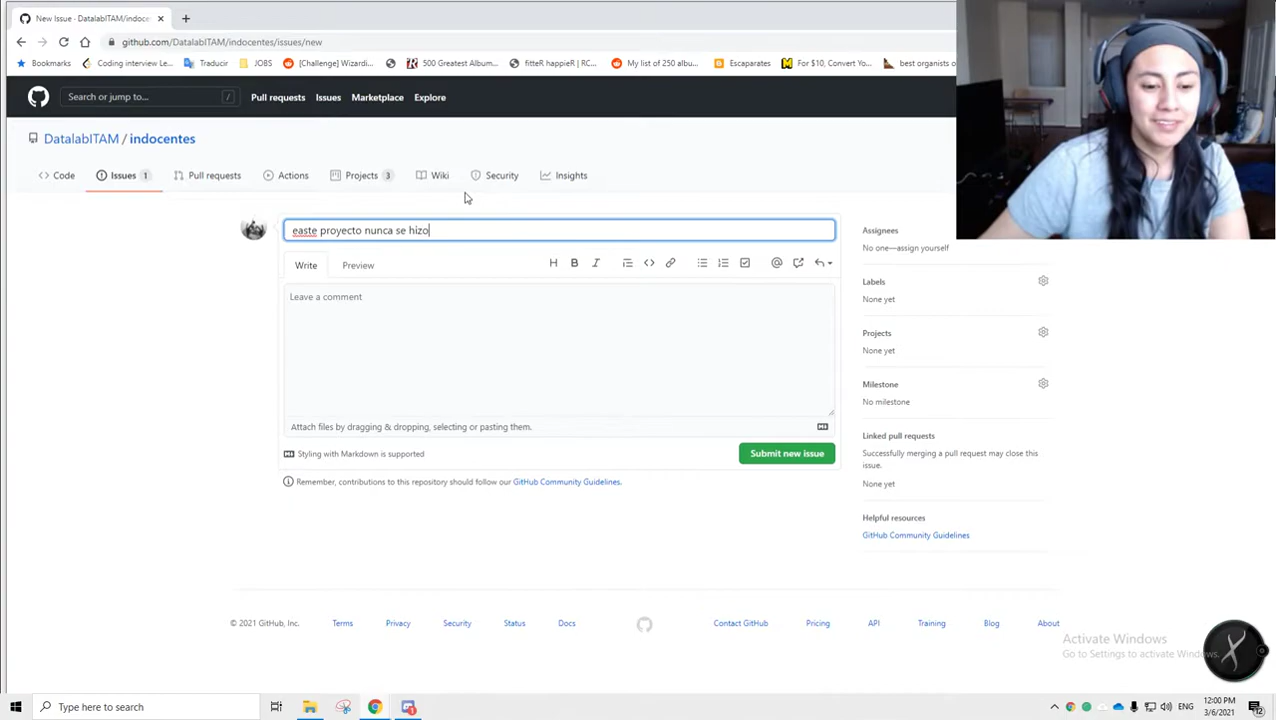 New Issue · DatalabITAM/indoce
github.com/DatalabITAM/indocentes/issues/new
Bookmarks
Coding interview Le...
Traducir
JOBS
[Challenge] Wizardi...
500 Greatest Album...
fitteR happieR | RC...
My list of 250 album...
Escaparates
For $10, Convert Yo...
best organists o
Search or jump to...
/
Pull requests
Issues
Marketplace
Explore
DatalabITAM / indocentes
Code
Issues 1
Pull requests
Actions
Projects 3
Wiki
Security
Insights
easte proyecto nunca se hizo
Write
Preview
Leave a comment
Attach files by dragging & dropping, selecting or pasting them.
Styling with Markdown is supported
Submit new issue
Remember, contributions to this repository should follow our GitHub Community Guidelines.
Assignees
No one—assign yourself
Labels
None yet
Projects
None yet
Milestone
No milestone
Linked pull requests
Successfully merging a pull request may close this
issue.
None yet
Helpful resources
GitHub Community Guidelines
© 2021 GitHub, Inc.
Terms
Privacy
Security
Status
Docs
Contact GitHub
Pricing
API
Training
Blog
About
Activate Windows
Go to Settings to activate Windows.
Type here to search
ENG
12:00 PM
3/6/2021
12